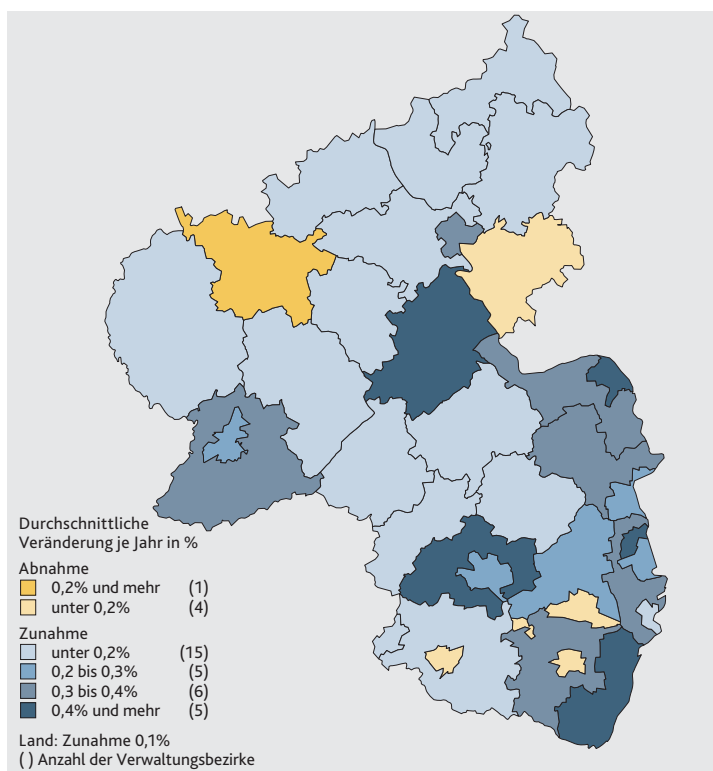 Durchschnittliche
Veränderung je Jahr in %
Abnahme
0,2% und mehr (1)
unter 0,2% (4)
Zunahme
unter 0,2% (15)
0,2 bis 0,3% (5)
0,3 bis 0,4% (6)
0,4% und mehr (5)
Land: Zunahme 0,1%
( ) Anzahl der Verwaltungsbezirke